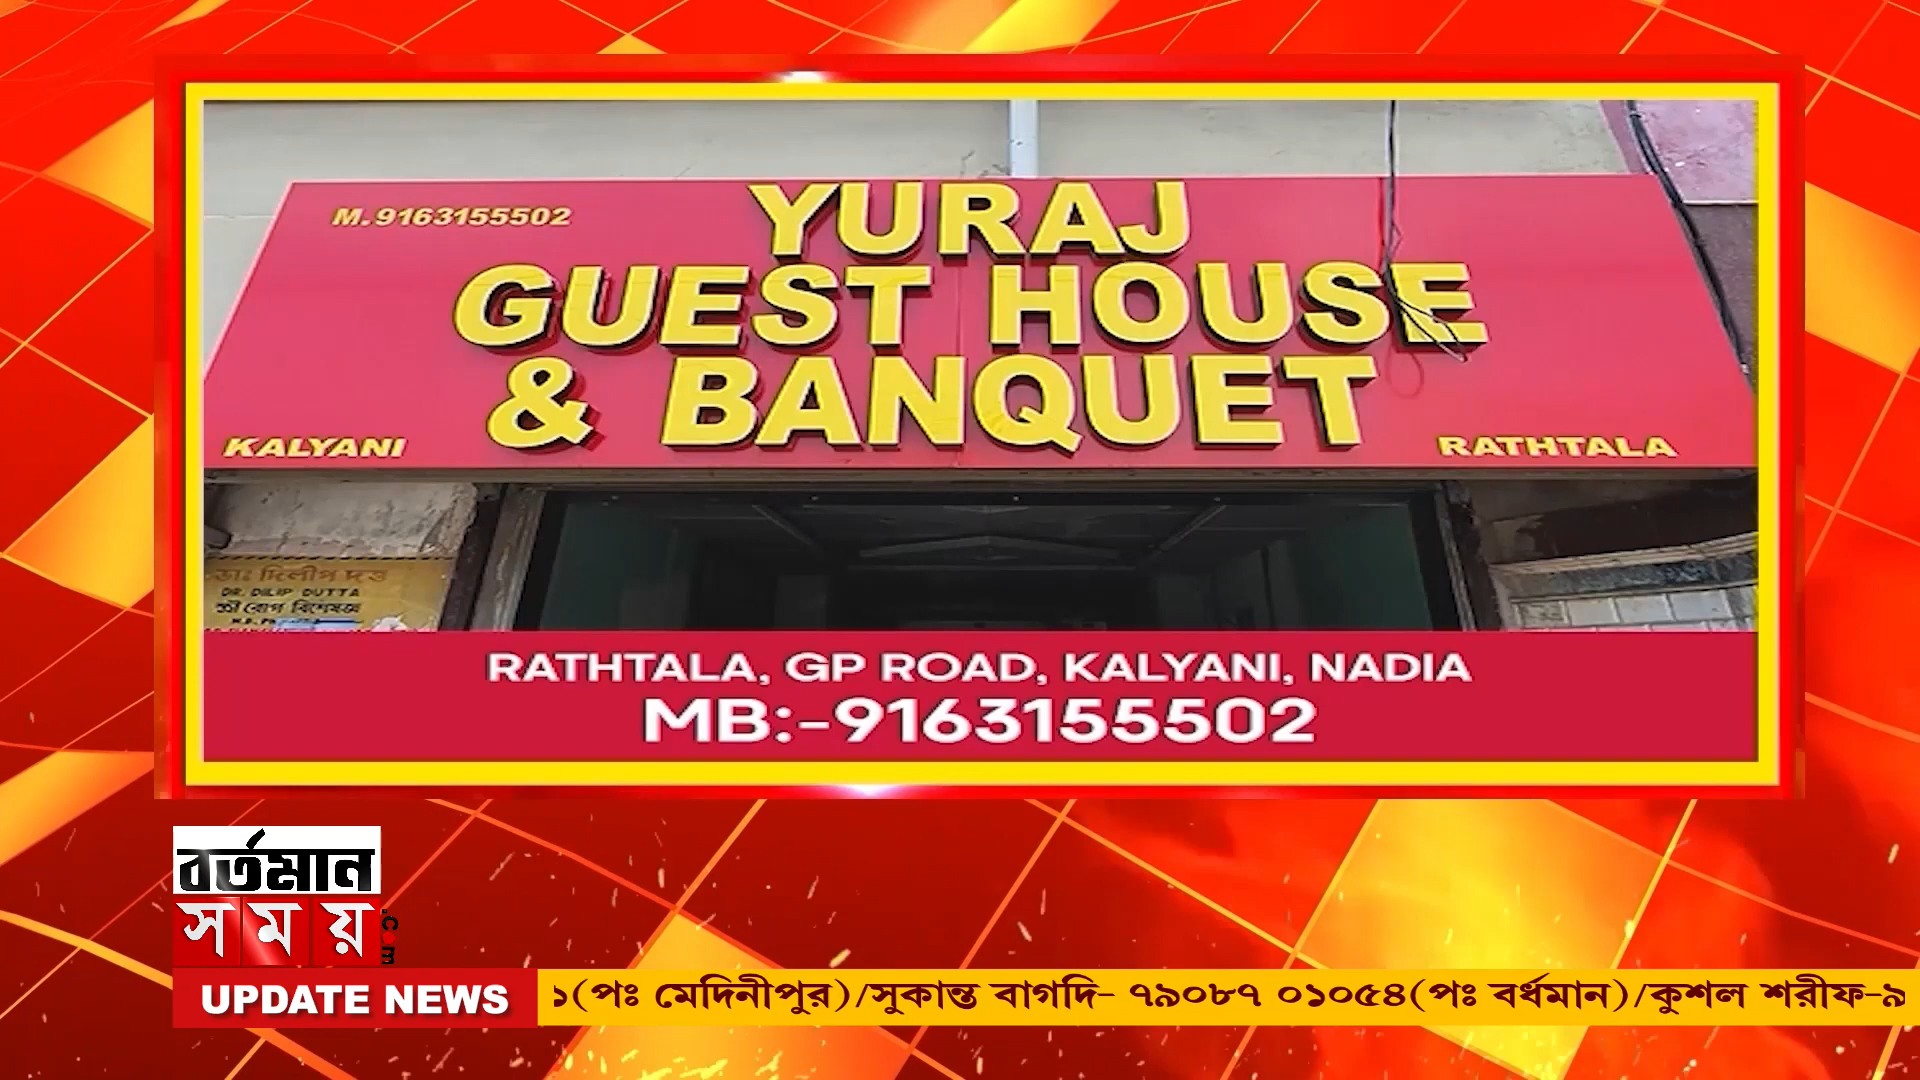 M.9163155502
YURAJ
GUEST HOUSE
& BANQUET
KALYANI
RATHTALA
ডাঃ দিলীপ দত্ত
DR. DILIP DUTTA
স্ত্রী রোগ বিশেষজ্ঞ
RATHTALA, GP ROAD, KALYANI, NADIA
MB:-9163155502
বর্তমান
সময়
.com
UPDATE NEWS
১(পঃ মেদিনীপুর)/সুকান্ত বাগদি- ৭৯০৮৭ ০১০৫৪(পঃ বর্ধমান)/কুশল শরীফ-৯